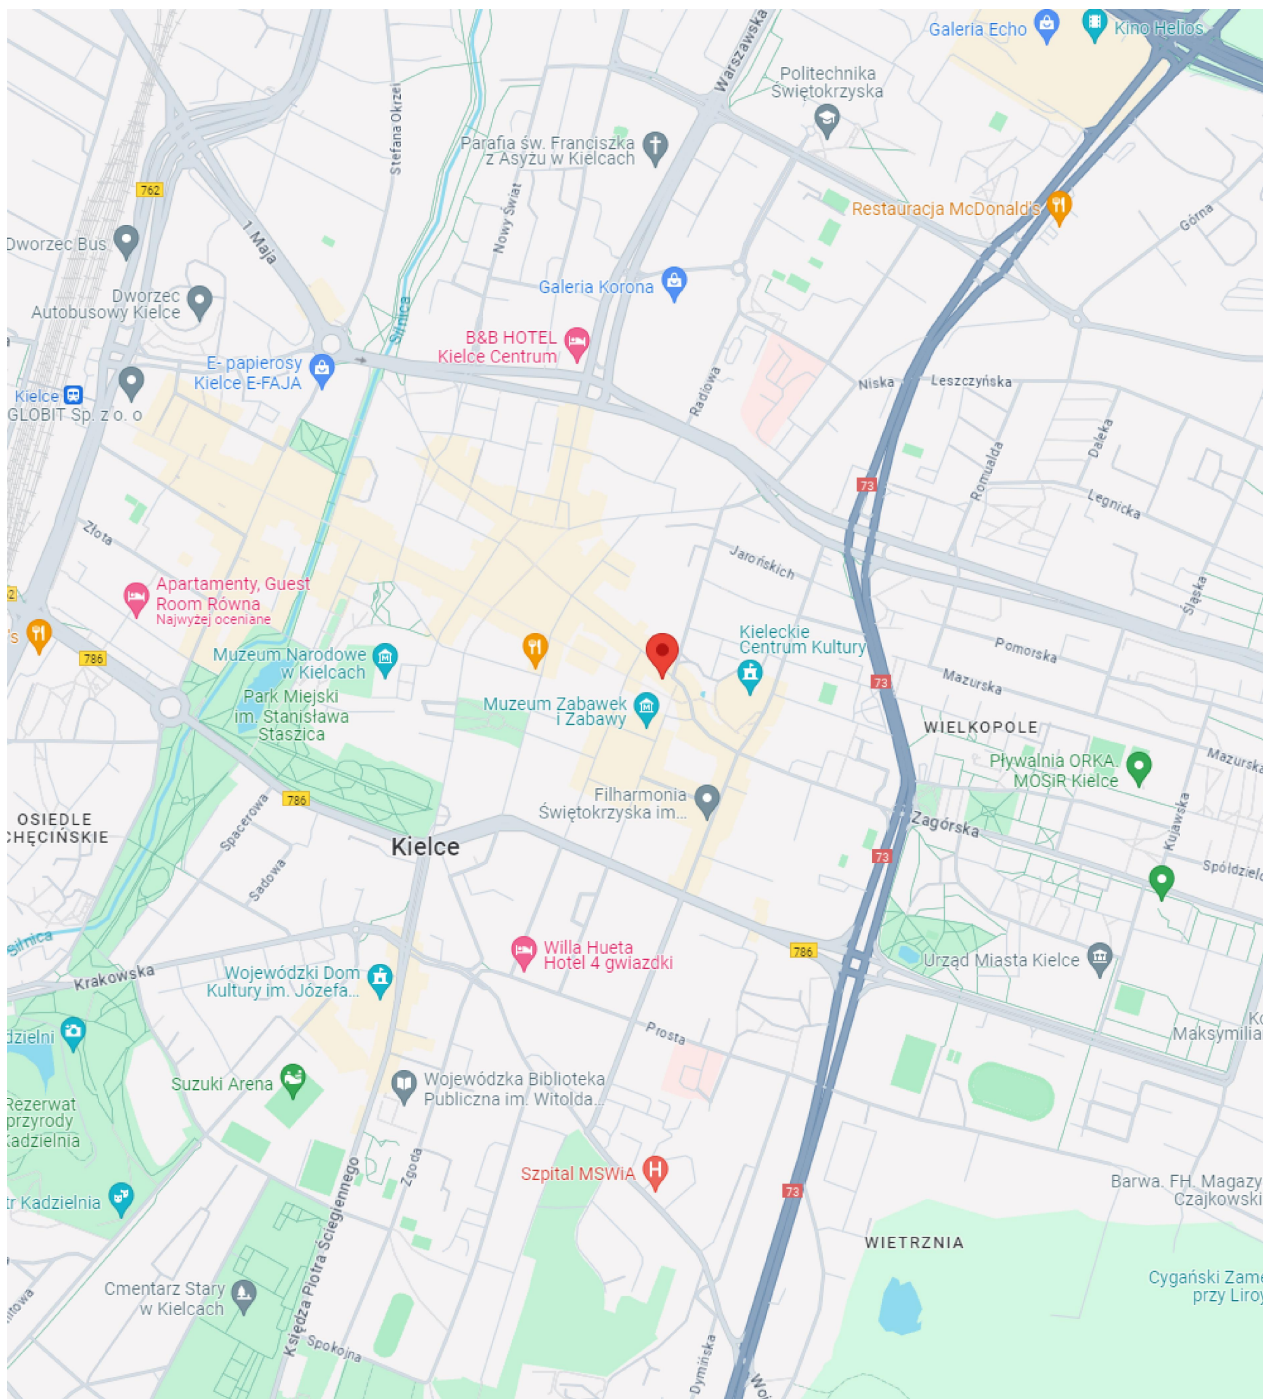 Galeria Echo
Kino Helios
Warszawska
Politechnika
Świętokrzyska
Stefana Okrzei
Parafia św. Franciszka
z Asyżu w Kielcach
762
Nowy Świat
Restauracja McDonald's
Górna
1 Maja
Dworzec Bus
Dworzec
Autobusowy Kielce
Galeria Korona
Silnica
B&B HOTEL
Kielce Centrum
E- papierosy
Kielce E-FAJA
Kielce
GLOBIT Sp. z o. o
Radiowa
Niska
Leszczyńska
Romualda
Daleka
Legnicka
73
Złota
Jarońskich
Śląska
Apartamenty, Guest
Room Równa
Najwyżej oceniane
's
786
Muzeum Narodowe
w Kielcach
Kieleckie
Centrum Kultury
Pomorska
Mazurska
73
Park Miejski
im. Stanisława
Staszica
Muzeum Zabawek
i Zabawy
WIELKOPOLE
Mazurska
Pływalnia ORKA.
MOSiR Kielce
786
Filharmonia
Świętokrzyska im...
OSIEDLE
CHĘCIŃSKIE
Spacerowa
Sadowa
Kielce
Zagórska
Kujawska
73
Spółdziel
Silnica
Krakowska
Willa Hueta
Hotel 4 gwiazdki
786
Urząd Miasta Kielce
Wojewódzki Dom
Kultury im. Józefa...
Prosta
Maksymilia
dzielni
Suzuki Arena
Wojewódzka Biblioteka
Publiczna im. Witolda...
Rezerwat
przyrody
Kadzielnia
Zgoda
Szpital MSWiA
73
Barwa. FH. Magazy
Czajkowski
tr Kadzielnia
Księdza Piotra Ściegiennego
WIETRZNIA
Cmentarz Stary
w Kielcach
Cygański Zame
przy Liroy
Spokojna
Dymińska